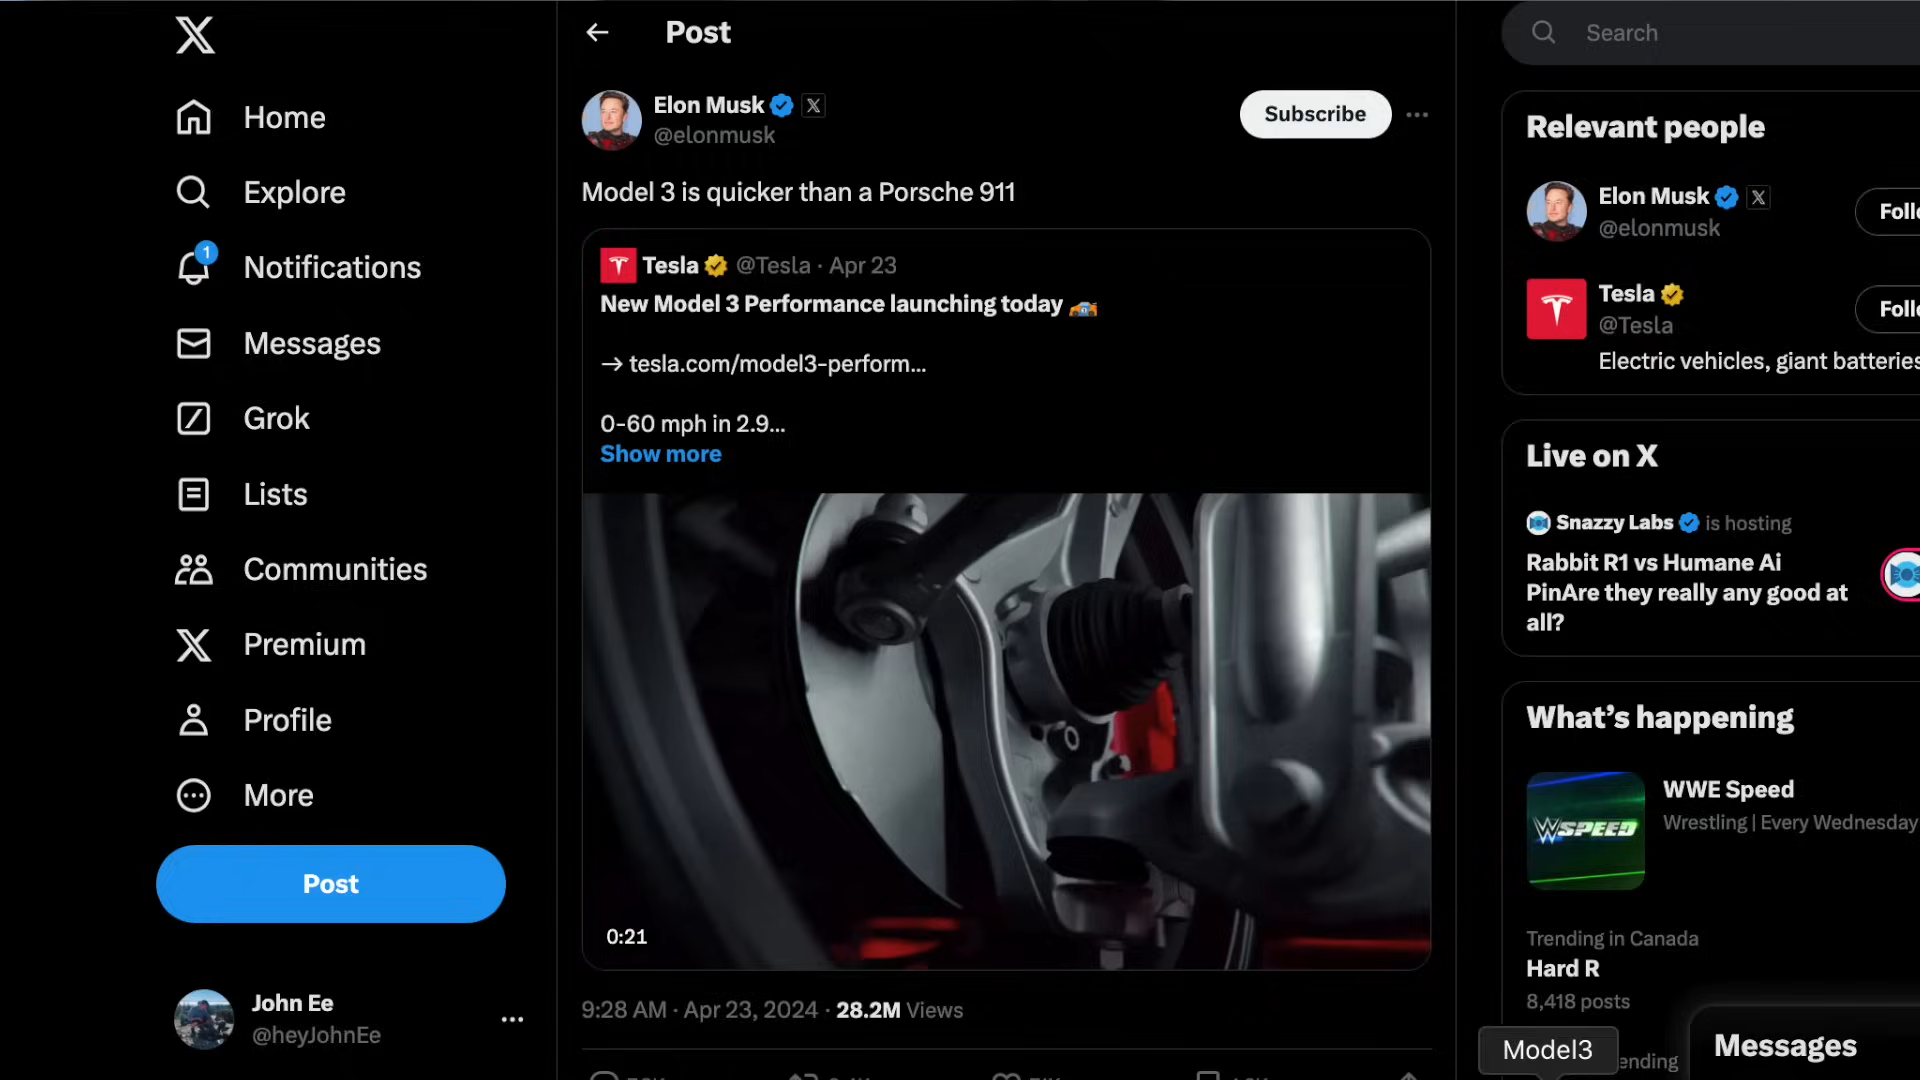 Home
Explore
1
Notifications
Messages
Grok
Lists
Communities
Premium
Profile
More
Post
John Ee
@heyJohnEe
Post
Elon Musk
@elonmusk
Subscribe
Model 3 is quicker than a Porsche 911
Tesla @Tesla · Apr 23
New Model 3 Performance launching today
→ tesla.com/model3-perform...
0-60 mph in 2.9...
Show more
0:21
9:28 AM · Apr 23, 2024 · 28.2M Views
Search
Relevant people
Elon Musk
@elonmusk
Foll
Tesla
@Tesla
Foll
Electric vehicles, giant batteries
Live on X
Snazzy Labs is hosting
Rabbit R1 vs Humane Ai
PinAre they really any good at
all?
What's happening
WSPEED
WWE Speed
Wrestling | Every Wednesday
Trending in Canada
Hard R
8,418 posts
Model3
ending
Messages